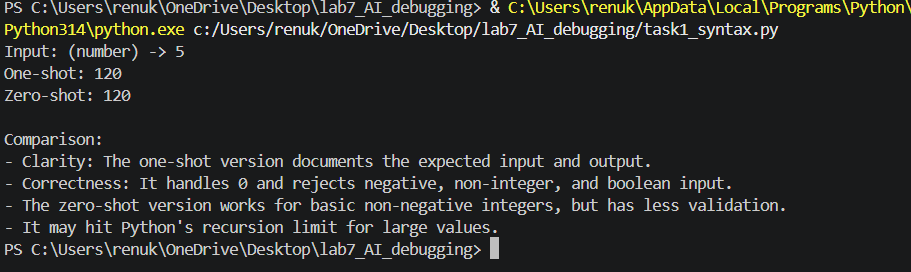 PS C:\Users\renuk\OneDrive\Desktop\lab7_AI_debugging> & C:\Users\renuk\AppData\Local\Programs\Python\
Python314\python.exe c:/Users/renuk/OneDrive/Desktop/lab7_AI_debugging/task1_syntax.py
Input: (number) -> 5
One-shot: 120
Zero-shot: 120
Comparison:
- Clarity: The one-shot version documents the expected input and output.
- Correctness: It handles 0 and rejects negative, non-integer, and boolean input.
- The zero-shot version works for basic non-negative integers, but has less validation.
- It may hit Python's recursion limit for large values.
PS C:\Users\renuk\OneDrive\Desktop\lab7_AI_debugging>